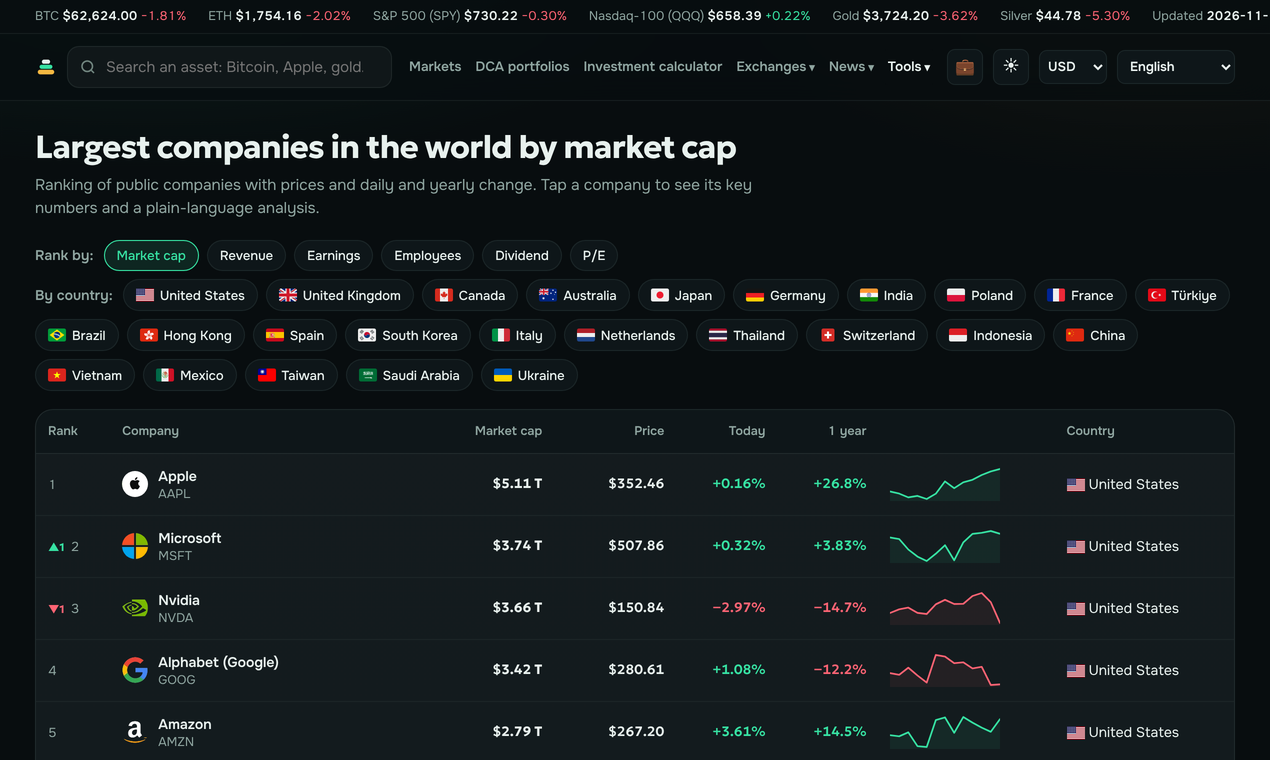 BTC $62,624.00 -1.81% ETH $1,754.16 -2.02% S&P 500 (SPY) $730.22 -0.30% Nasdaq-100 (QQQ) $658.39 +0.22% Gold $3,724.20 -3.62% Silver $44.78 -5.30% Updated 2026-11-
Search an asset: Bitcoin, Apple, gold. Markets DCA portfolios Investment calculator Exchanges ▾ News ▾ Tools ▾ USD English
Largest companies in the world by market cap
Ranking of public companies with prices and daily and yearly change. Tap a company to see its key
numbers and a plain-language analysis.
Rank by: Market cap Revenue Earnings Employees Dividend P/E
By country: United States United Kingdom Canada Australia Japan Germany India Poland France Türkiye
Brazil Hong Kong Spain South Korea Italy Netherlands Thailand Switzerland Indonesia China
Vietnam Mexico Taiwan Saudi Arabia Ukraine
Rank Company Market cap Price Today 1 year Country
1 Apple $5.11 T $352.46 +0.16% +26.8% United States
AAPL
▲1 2 Microsoft $3.74 T $507.86 +0.32% +3.83% United States
MSFT
▼1 3 Nvidia $3.66 T $150.84 −2.97% −14.7% United States
NVDA
4 Alphabet (Google) $3.42 T $280.61 +1.08% −12.2% United States
GOOG
5 Amazon $2.79 T $267.20 +3.61% +14.5% United States
AMZN